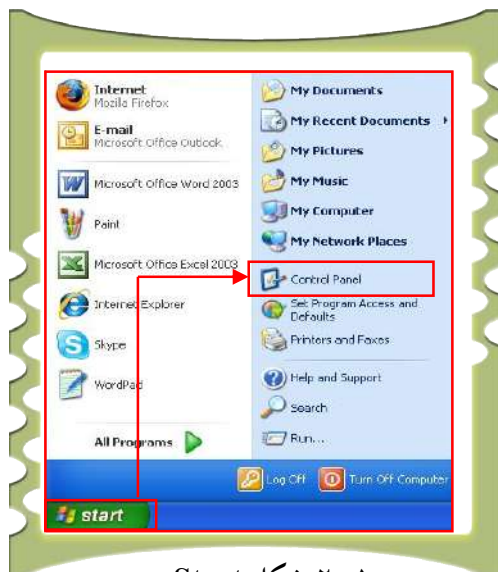 Internet
Mozilla Firefox
E-mail
Microsoft Office Outlook
Microsoft Office Word 2003
Paint
Microsoft Office Excel 2003
Internet Explorer
Skype
WordPad
All Programs
My Documents
My Recent Documents
My Pictures
My Music
My Computer
My Network Places
Control Panel
Set Program Access and
Defaults
Printers and Faxes
Help and Support
Search
Run...
Log Off
Turn Off Computer
start